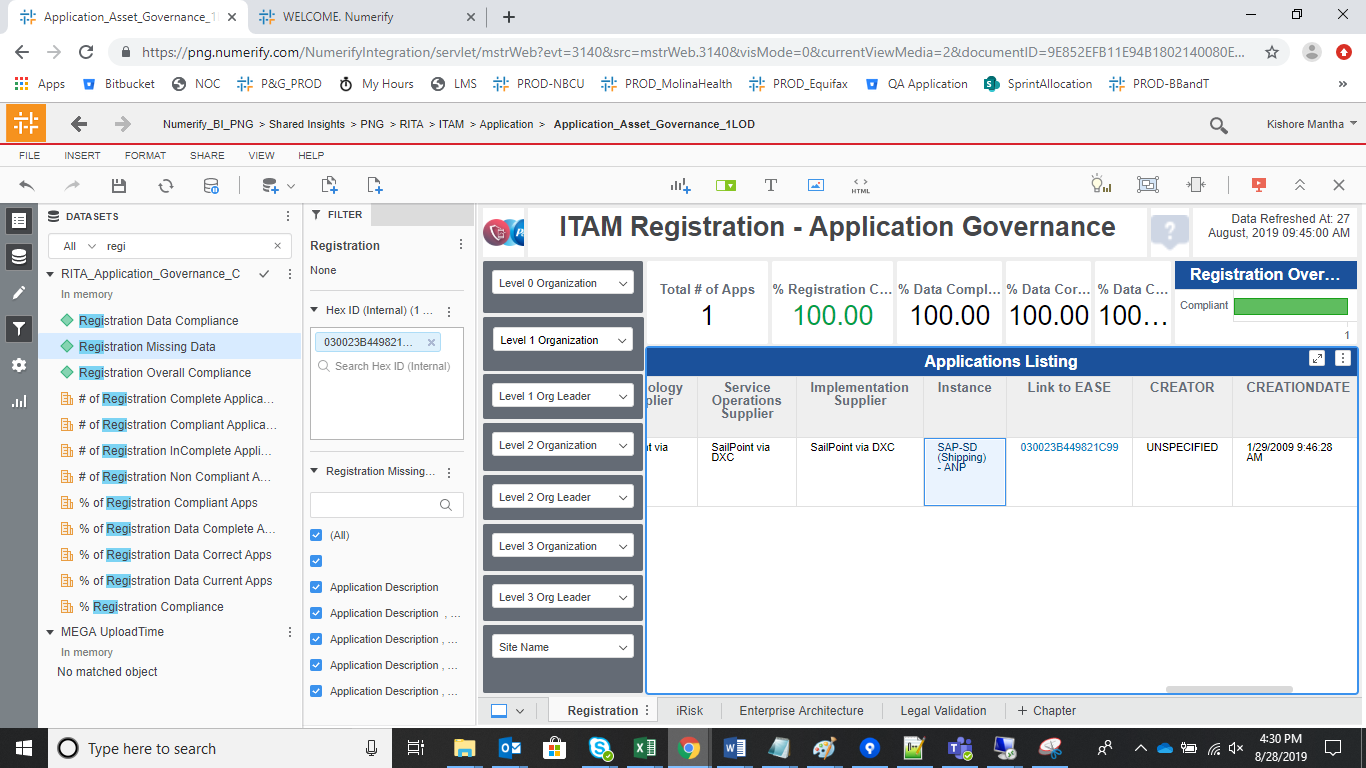 Application_Asset_Governance_1
WELCOME. Numerify
https://png.numerify.com/NumerifyIntegration/servlet/mstrWeb?evt=3140&src=mstrWeb.3140&visMode=0&currentViewMedia=2&documentID=9E852EFB11E94B1802140080E...
Apps
Bitbucket
NOC
P&G_PROD
My Hours
LMS
PROD-NBCU
PROD_MolinaHealth
PROD_Equifax
QA Application
SprintAllocation
PROD-BBandT
Numerify_BI_PNG > Shared Insights > PNG > RITA > ITAM > Application > Application_Asset_Governance_1LOD
Kishore Mantha
FILE INSERT FORMAT SHARE VIEW HELP
HTML
DATASETS
All regi
RITA_Application_Governance_C
In memory
Registration Data Compliance
Registration Missing Data
Registration Overall Compliance
# of Registration Complete Applica...
# of Registration Compliant Applica...
# of Registration InComplete Appli...
# of Registration Non Compliant A...
% of Registration Compliant Apps
% of Registration Data Complete A...
% of Registration Data Correct Apps
% of Registration Data Current Apps
% Registration Compliance
MEGA UploadTime
In memory
No matched object
FILTER
Registration
None
Hex ID (Internal) (1 ...
030023B449821...
Search Hex ID (Internal)
Registration Missing...
(All)
Application Description
Application Description , ...
Application Description , ...
Application Description , ...
Application Description , ...
ITAM Registration - Application Governance
Data Refreshed At: 27
August, 2019 09:45:00 AM
Level 0 Organization
Level 1 Organization
Level 1 Org Leader
Level 2 Organization
Level 2 Org Leader
Level 3 Organization
Level 3 Org Leader
Site Name
Total # of Apps
1
% Registration C...
100.00
% Data Compl...
100.00
% Data Cor...
100.00
% Data C...
100...
Registration Over...
Compliant
1
Applications Listing
ology
plier
Service
Operations
Supplier
Implementation
Supplier
Instance
Link to EASE
CREATOR
CREATIONDATE
t via
SailPoint via
DXC
SailPoint via DXC
SAP-SD
(Shipping)
- ANP
030023B449821C99
UNSPECIFIED
1/29/2009 9:46:28
AM
Registration
iRisk
Enterprise Architecture
Legal Validation
+ Chapter
Type here to search
4:30 PM
8/28/2019